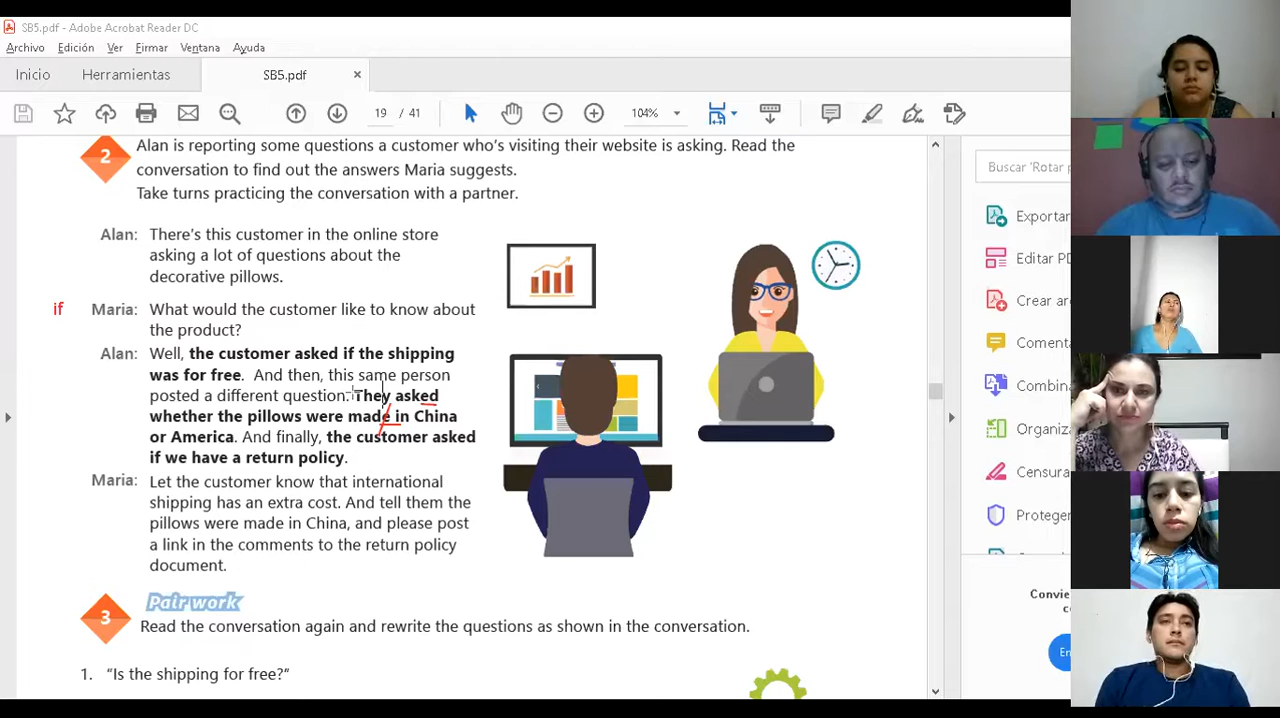 SB5.pdf - Adobe Acrobat Reader DC
Archivo Edición Ver Firmar Ventana Ayuda
Inicio Herramientas SB5.pdf ×
19 / 41 104%
2 Alan is reporting some questions a customer who's visiting their website is asking. Read the
conversation to find out the answers Maria suggests.
Take turns practicing the conversation with a partner.
Alan: There's this customer in the online store
asking a lot of questions about the
decorative pillows.
if Maria: What would the customer like to know about
the product?
Alan: Well, the customer asked if the shipping
was for free. And then, this same person
posted a different question. They asked
whether the pillows were made in China
or America. And finally, the customer asked
if we have a return policy.
Maria: Let the customer know that international
shipping has an extra cost. And tell them the
pillows were made in China, and please post
a link in the comments to the return policy
document.
3 Pair work
Read the conversation again and rewrite the questions as shown in the conversation.
1. “Is the shipping for free?“
Buscar 'Rotar p
Exportar
Editar PD
Crear ar
Comenta
Combina
Organiza
Censura
Proteger
Convie
En